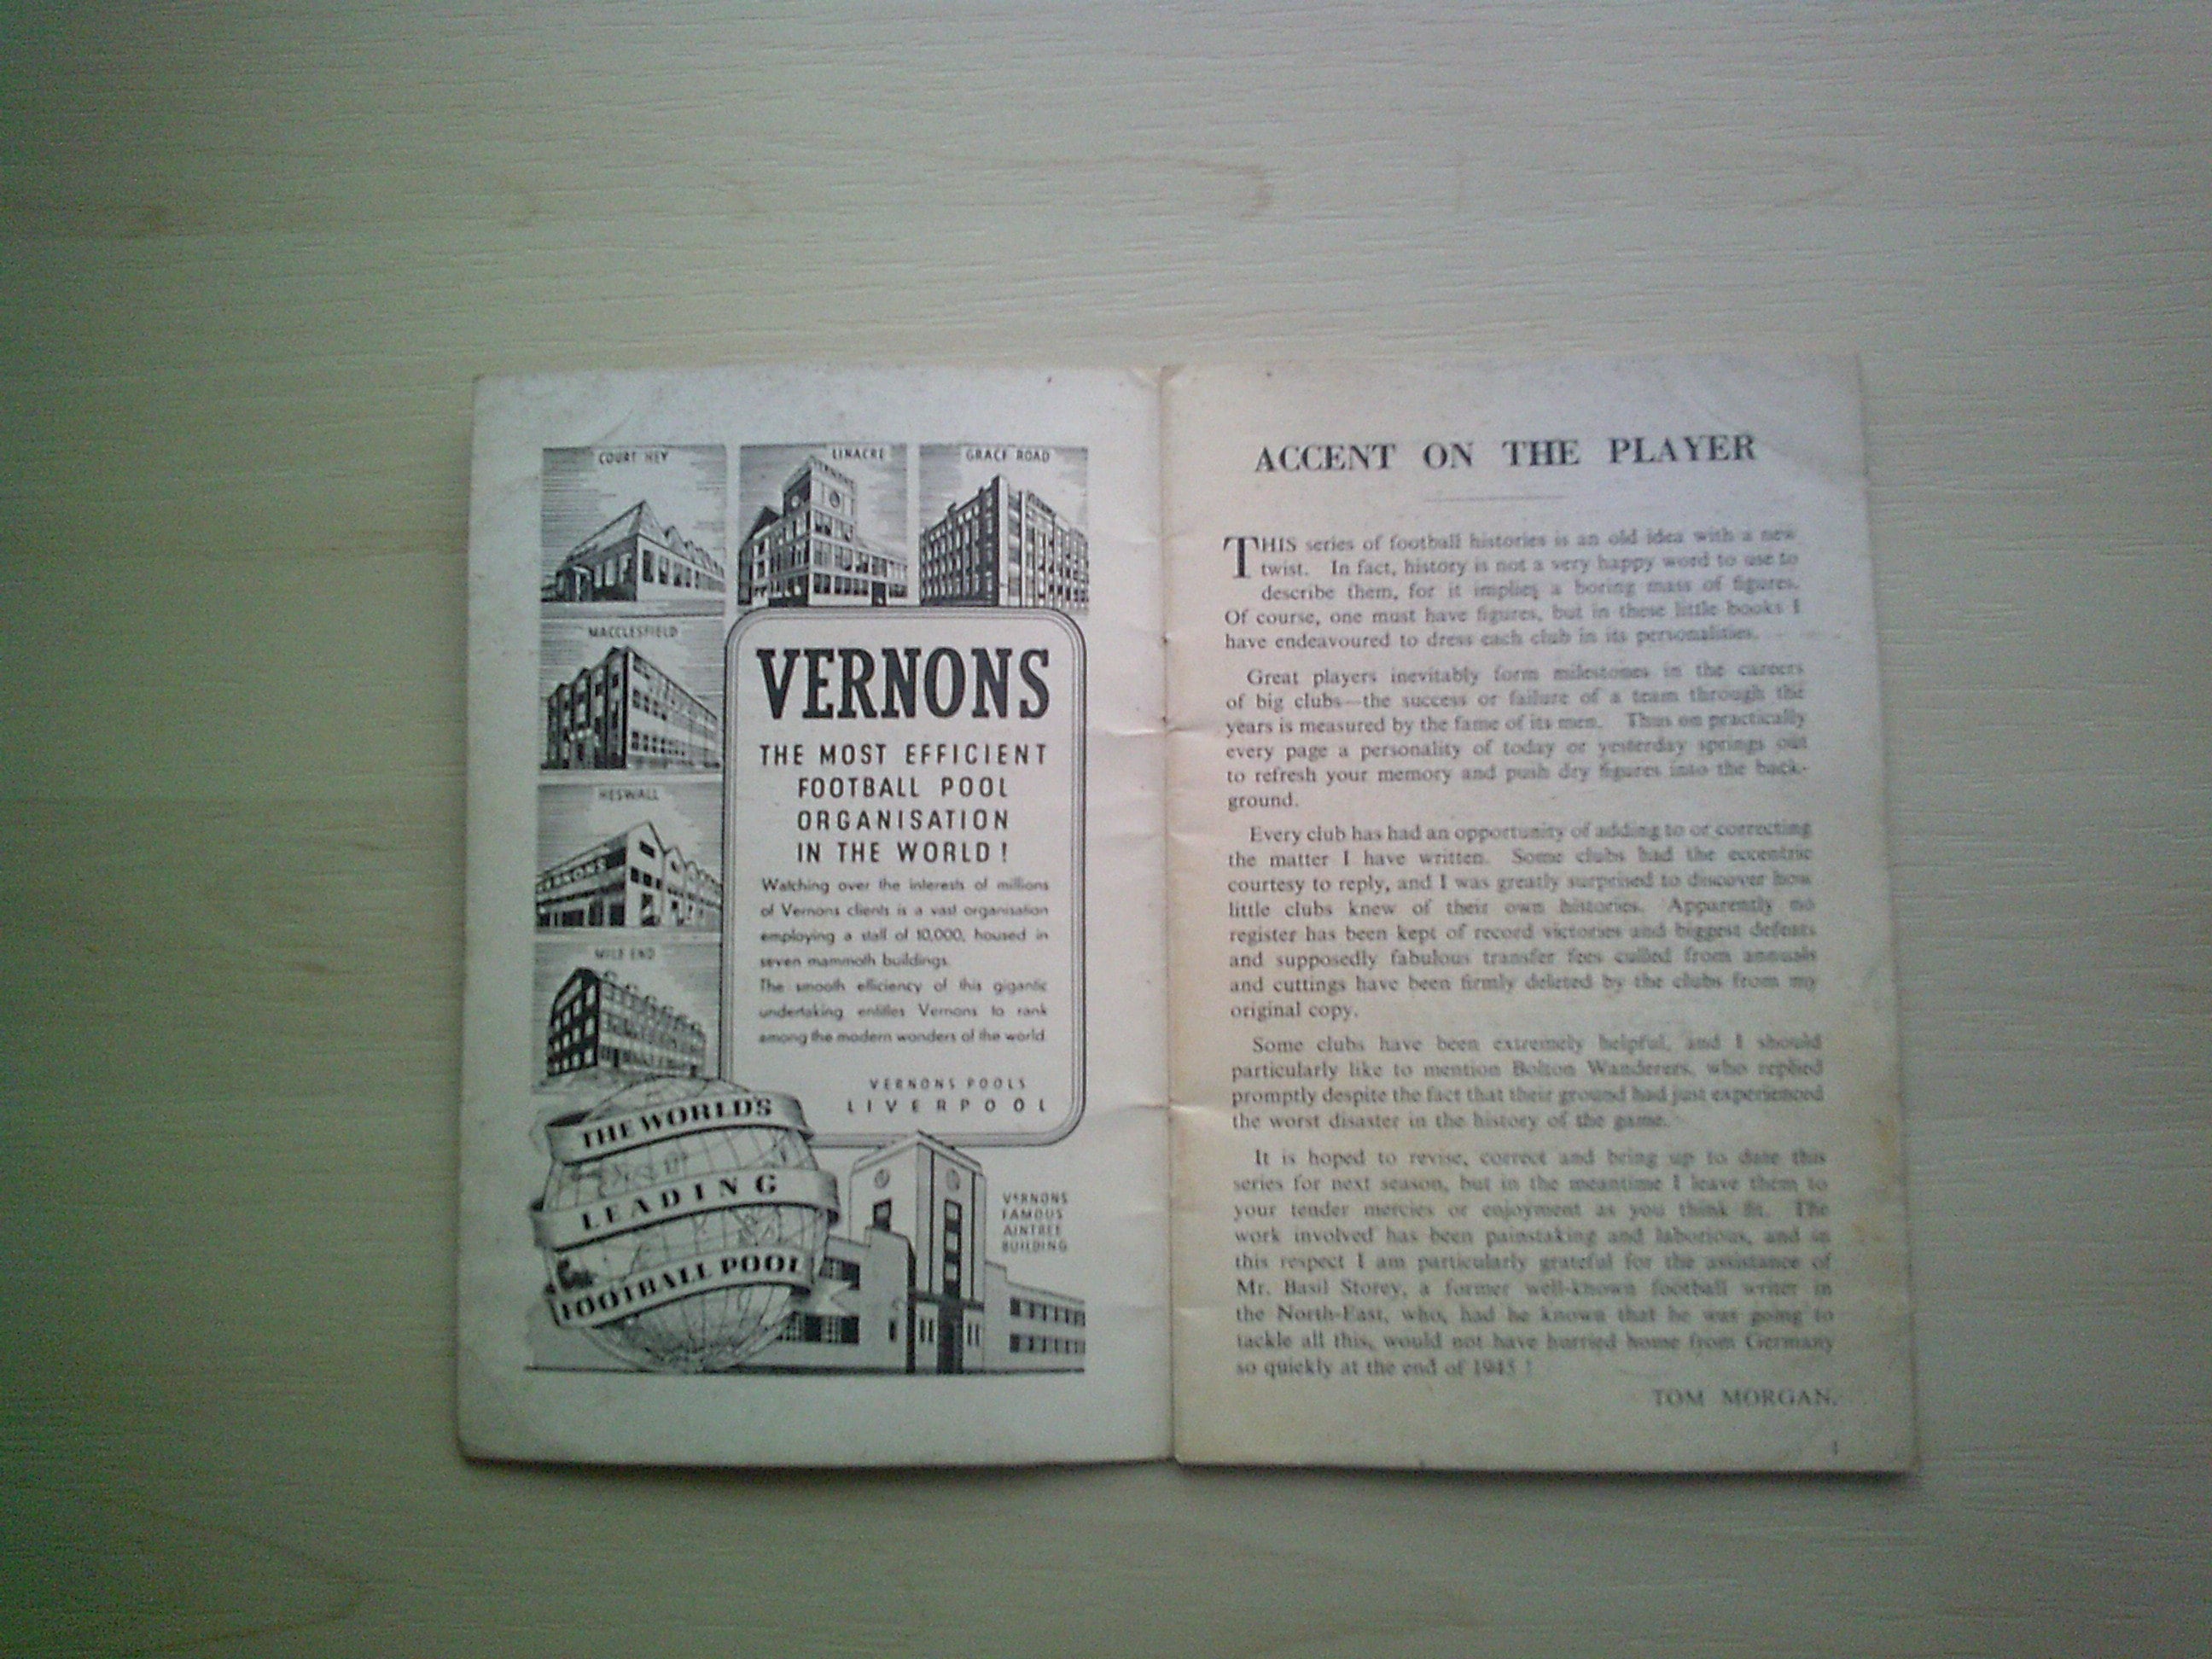 COURT HEY
LINACRE
GRACE ROAD
MACCLESFIELD
HESWALL
VERNONS
MILE END
VERNONS
THE MOST EFFICIENT
FOOTBALL POOL
ORGANISATION
IN THE WORLD!
Watching over the interests of millions
of Vernons clients is a vast organisation
employing a staff of 10,000, housed in
seven mammoth buildings.
The smooth efficiency of this gigantic
undertaking entitles Vernons to rank
among the modern wonders of the world.
VERNONS POOLS
LIVERPOOL
THE WORLD'S
LEADING
FOOTBALL POOL
VERNONS
FAMOUS
AINTREE
BUILDING
ACCENT ON THE PLAYER
THIS series of football histories is an old idea with a new
twist. In fact, history is not a very happy word to use to
describe them, for it implies a boring mass of figures.
Of course, one must have figures, but in these little books I
have endeavoured to dress each club in its personalities.
Great players inevitably form milestones in the careers
of big clubs—the success or failure of a team through the
years is measured by the fame of its men. Thus on practically
every page a personality of today or yesterday springs out
to refresh your memory and push dry figures into the back-
ground.
Every club has had an opportunity of adding to or correcting
the matter I have written. Some clubs had the eccentric
courtesy to reply, and I was greatly surprised to discover how
little clubs knew of their own histories. Apparently no
register has been kept of record victories and biggest defeats
and supposedly fabulous transfer fees culled from annuals
and cuttings have been firmly deleted by the clubs from my
original copy.
Some clubs have been extremely helpful, and I should
particularly like to mention Bolton Wanderers, who replied
promptly despite the fact that their ground had just experienced
the worst disaster in the history of the game.
It is hoped to revise, correct and bring up to date this
series for next season, but in the meantime I leave them to
your tender mercies or enjoyment as you think fit. The
work involved has been painstaking and laborious, and in
this respect I am particularly grateful for the assistance of
Mr. Basil Storey, a former well-known football writer in
the North-East, who, had he known that he was going to
tackle all this, would not have hurried home from Germany
so quickly at the end of 1945!
TOM MORGAN.
1